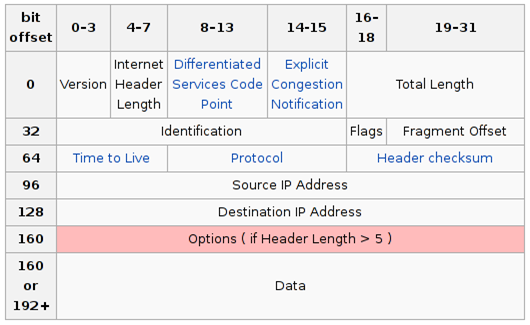 bit offset 0–3 4–7 8–13 14-15 16–18 19–31
0 Version Internet Header Length Differentiated Services Code Point Explicit Congestion Notification Total Length
32 Identification Flags Fragment Offset
64 Time to Live Protocol Header checksum
96 Source IP Address
128 Destination IP Address
160 Options ( if Header Length > 5 )
160 or 192+ Data